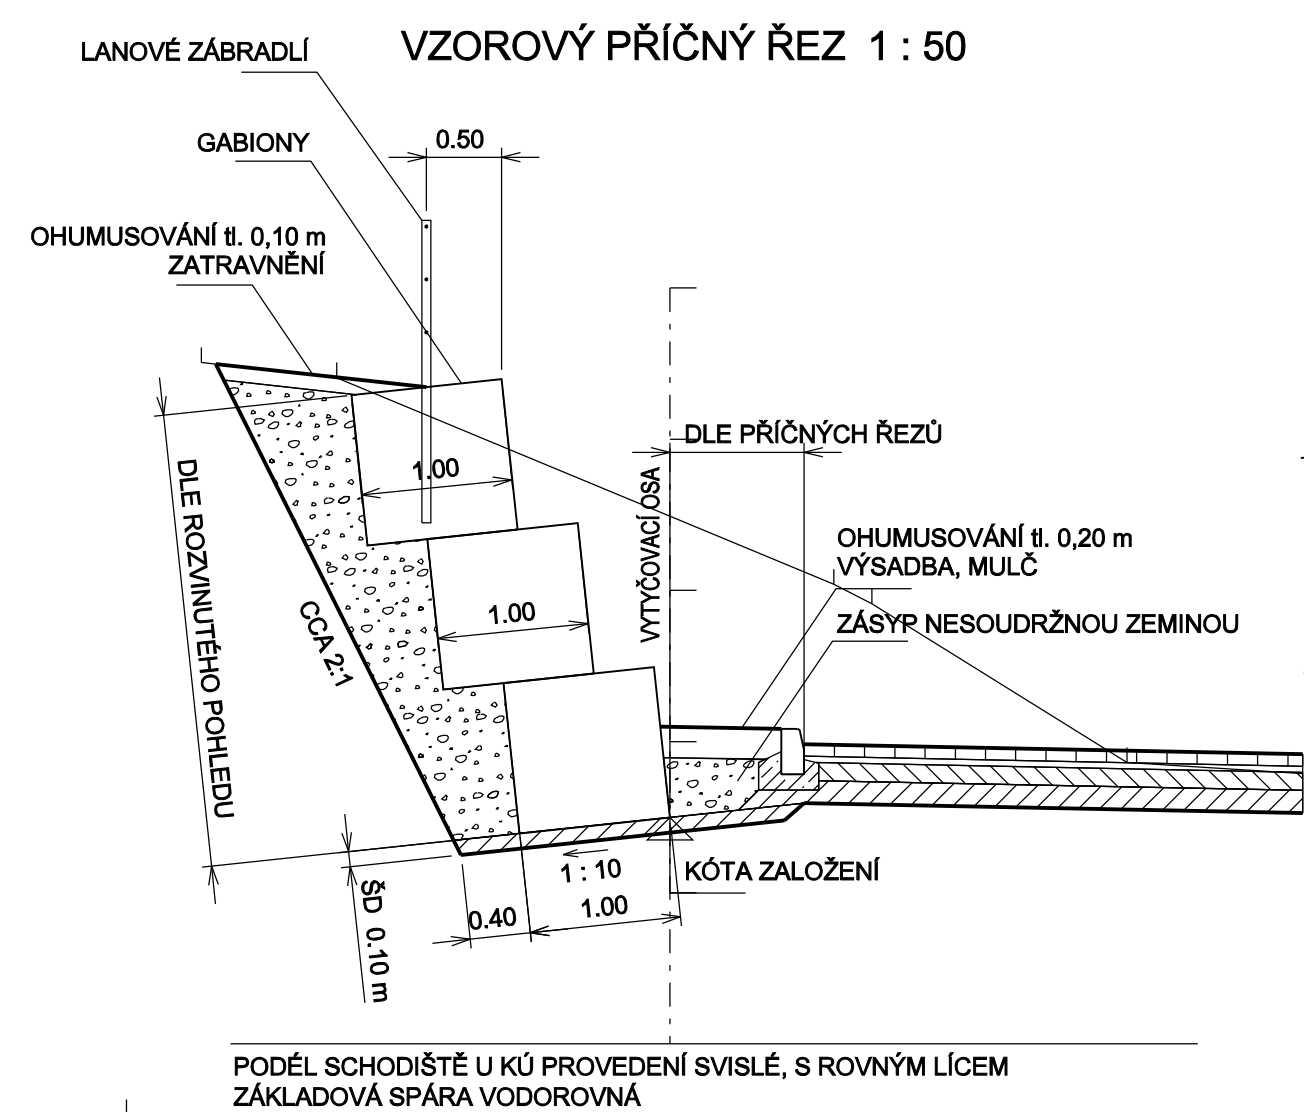 LANOVÉ ZÁBRADLÍ
VZOROVÝ PŘÍČNÝ ŘEZ 1 : 50
GABIONY
0.50
OHUMUSOVÁNÍ tl. 0,10 m
ZATRAVNĚNÍ
DLE PŘÍČNÝCH ŘEZŮ
1.00
DLE ROZVINUTÉHO POHLEDU
VYTYČOVACÍ OSA
OHUMUSOVÁNÍ tl. 0,20 m
VÝSADBA, MULČ
CCA 2:1
1.00
ZÁSYP NESOUDRŽNOU ZEMINOU
1 : 10
KÓTA ZALOŽENÍ
ŠD 0.10 m
0.40
1.00
PODÉL SCHODIŠTĚ U KÚ PROVEDENÍ SVISLÉ, S ROVNÝM LÍCEM
ZÁKLADOVÁ SPÁRA VODOROVNÁ